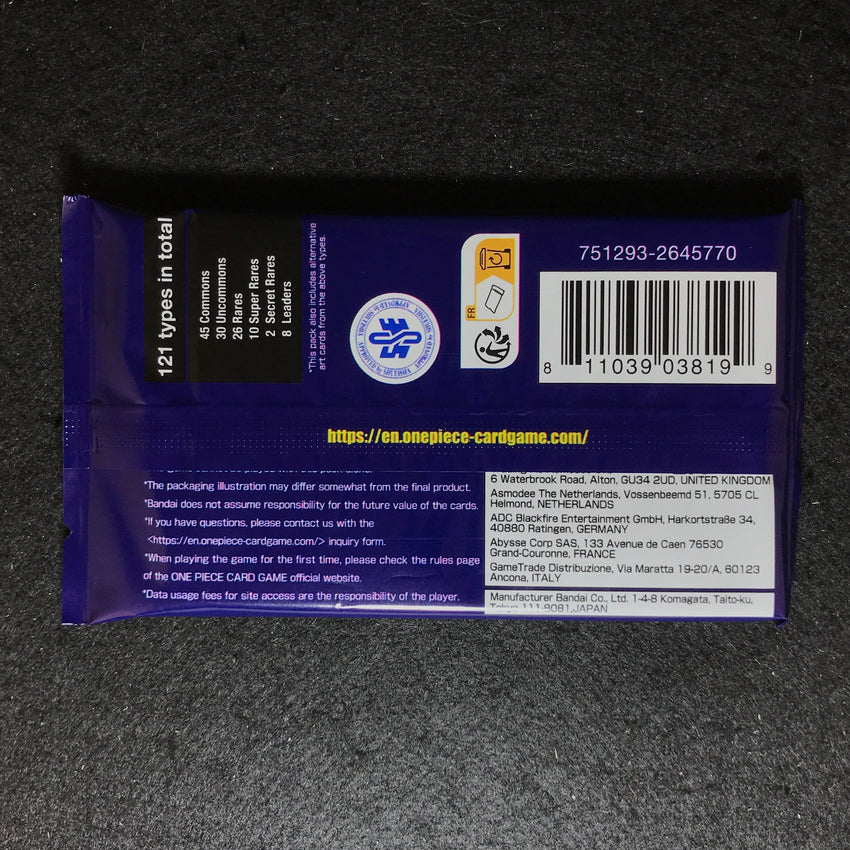 121 types in total
45 Commons
30 Uncommons
26 Rares
10 Super Rares
2 Secret Rares
8 Leaders
*This pack also includes alternative
art cards from the above types.
FR
751293-2645770
8 11039 03819 9
https://en.onepiece-cardgame.com/
*The packaging illustration may differ somewhat from the final product.
*Bandai does not assume responsibility for the future value of the cards.
*If you have questions, please contact us with the
<https://en.onepiece-cardgame.com/> inquiry form.
*When playing the game for the first time, please check the rules page
of the ONE PIECE CARD GAME official website.
*Data usage fees for site access are the responsibility of the player.
6 Waterbrook Road, Alton, GU34 2UD, UNITED KINGDOM
Asmodee The Netherlands, Vossenbeemd 51, 5705 CL
Helmond, NETHERLANDS
ADC Blackfire Entertainment GmbH, Harkortstraße 34,
40880 Ratingen, GERMANY
Abysse Corp SAS, 133 Avenue de Caen 76530
Grand-Couronne, FRANCE
GameTrade Distribuzione, Via Maratta 19-20/A, 60123
Ancona, ITALY
Manufacturer Bandai Co., Ltd. 1-4-8 Komagata, Taito-ku,
Tokyo 111-8081,JAPAN